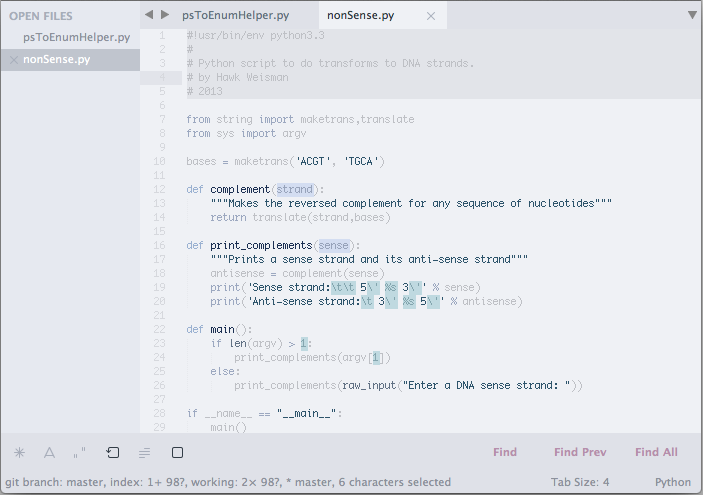 OPEN FILES
psToEnumHelper.py
nonSense.py
psToEnumHelper.py
nonSense.py
1 #!usr/bin/env python3.3
2 #
3 # Python script to do transforms to DNA strands.
4 # by Hawk Weisman
5 # 2013
6
7 from string import maketrans,translate
8 from sys import argv
9
10 bases = maketrans('ACGT', 'TGCA')
11
12 def complement(strand):
13 """Makes the reversed complement for any sequence of nucleotides"""
14 return translate(strand,bases)
15
16 def print_complements(sense):
17 """Prints a sense strand and its anti-sense strand"""
18 antisense = complement(sense)
19 print('Sense strand:\t\t 5\' %s 3\'' % sense)
20 print('Anti-sense strand:\t 3\' %s 5\'' % antisense)
21
22 def main():
23 if len(argv) > 1:
24 print_complements(argv[1])
25 else:
26 print_complements(raw_input("Enter a DNA sense strand: "))
27
28 if __name__ == "__main__":
29 main()
Find
Find Prev
Find All
git branch: master, index: 1+ 98?, working: 2× 98?, * master, 6 characters selected
Tab Size: 4
Python